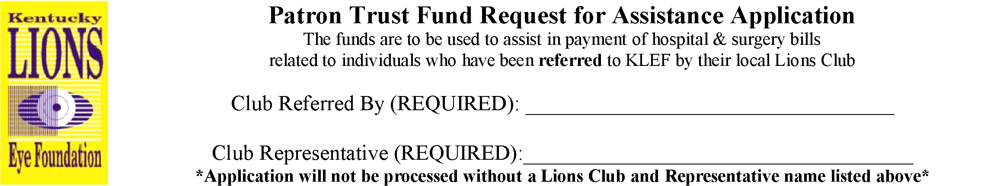 Kentucky
LIONS
Eye Foundation
Patron Trust Fund Request for Assistance Application
The funds are to be used to assist in payment of hospital & surgery bills
related to individuals who have been referred to KLEF by their local Lions Club
Club Referred By (REQUIRED): ___________________________________
Club Representative (REQUIRED):_____________________________________
*Application will not be processed without a Lions Club and Representative name listed above*